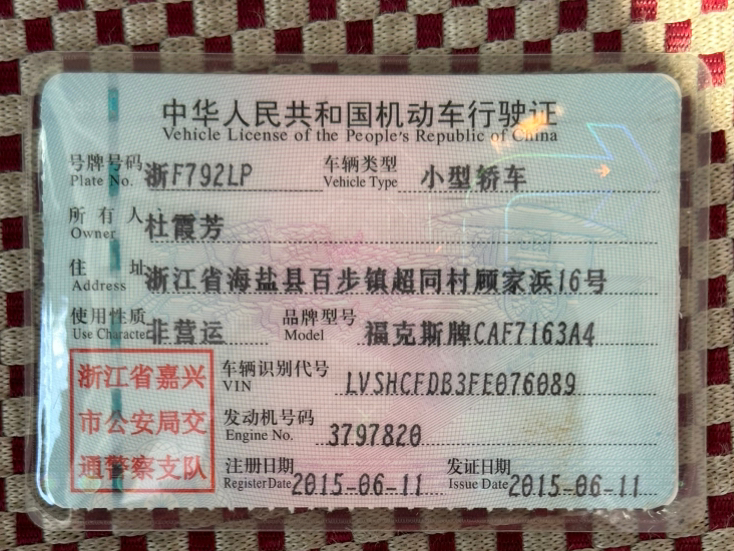 中华人民共和国机动车行驶证
Vehicle License of the People's Republic of China
号牌号码 浙F792LP 车辆类型 小型轿车
Plate No. Vehicle Type
所有人 杜霞芳
Owner
住址 浙江省海盐县百步镇超同村顾家浜16号
Address
使用性质 非营运 品牌型号 福克斯牌CAF7163A4
Use Character Model
浙江省嘉兴
市公安局交
通警察支队
车辆识别代号 LVSHCFDB3FE076089
VIN
发动机号码 3797820
Engine No.
注册日期 2015-06-11 发证日期 2015-06-11
Register Date Issue Date